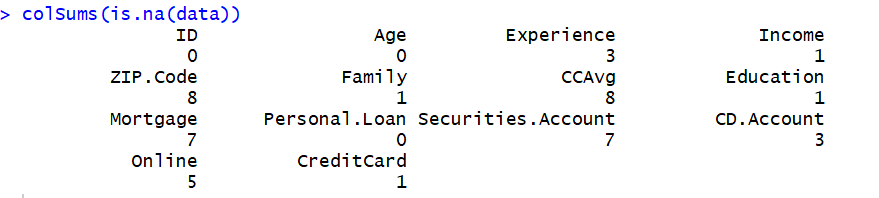 > colSums(is.na(data))
ID Age Experience Income
0 0 3 1
ZIP.Code Family CCAvg Education
8 1 8 1
Mortgage Personal.Loan Securities.Account CD.Account
7 0 7 3
Online CreditCard
5 1